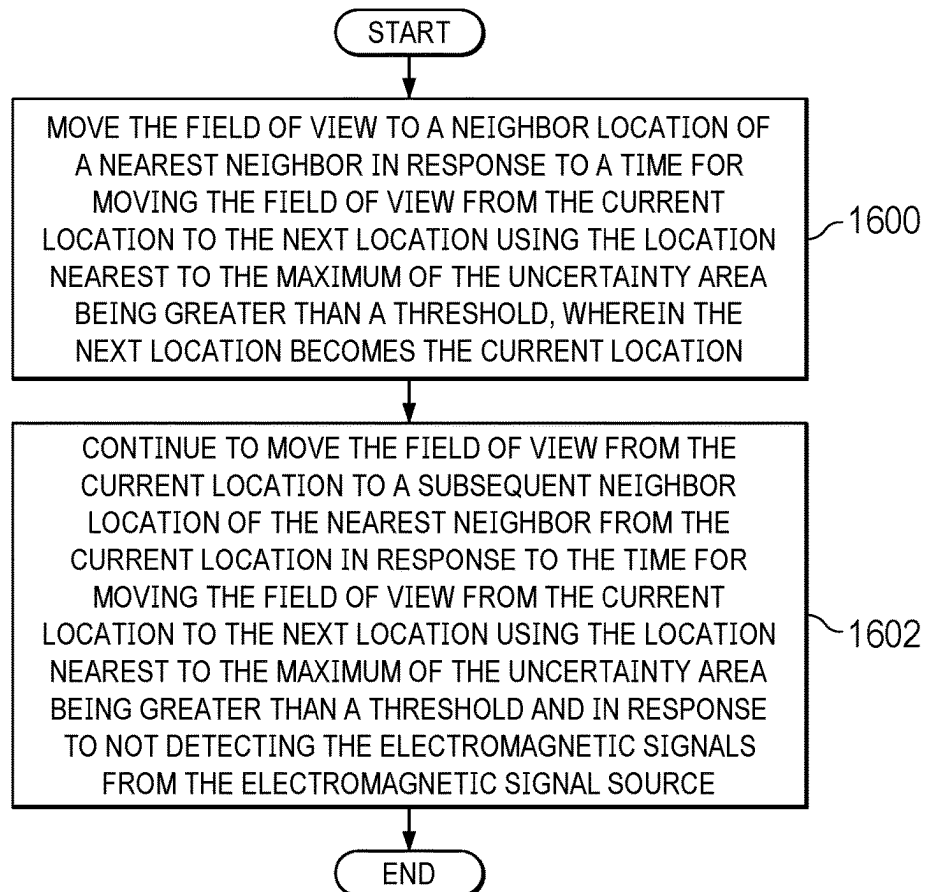 START
MOVE THE FIELD OF VIEW TO A NEIGHBOR LOCATION OF
A NEAREST NEIGHBOR IN RESPONSE TO A TIME FOR
MOVING THE FIELD OF VIEW FROM THE CURRENT
LOCATION TO THE NEXT LOCATION USING THE LOCATION
NEAREST TO THE MAXIMUM OF THE UNCERTAINTY AREA
BEING GREATER THAN A THRESHOLD, WHEREIN THE
NEXT LOCATION BECOMES THE CURRENT LOCATION
1600
CONTINUE TO MOVE THE FIELD OF VIEW FROM THE
CURRENT LOCATION TO A SUBSEQUENT NEIGHBOR
LOCATION OF THE NEAREST NEIGHBOR FROM THE
CURRENT LOCATION IN RESPONSE TO THE TIME FOR
MOVING THE FIELD OF VIEW FROM THE CURRENT
LOCATION TO THE NEXT LOCATION USING THE LOCATION
NEAREST TO THE MAXIMUM OF THE UNCERTAINTY AREA
BEING GREATER THAN A THRESHOLD AND IN RESPONSE
TO NOT DETECTING THE ELECTROMAGNETIC SIGNALS
FROM THE ELECTROMAGNETIC SIGNAL SOURCE
1602
END